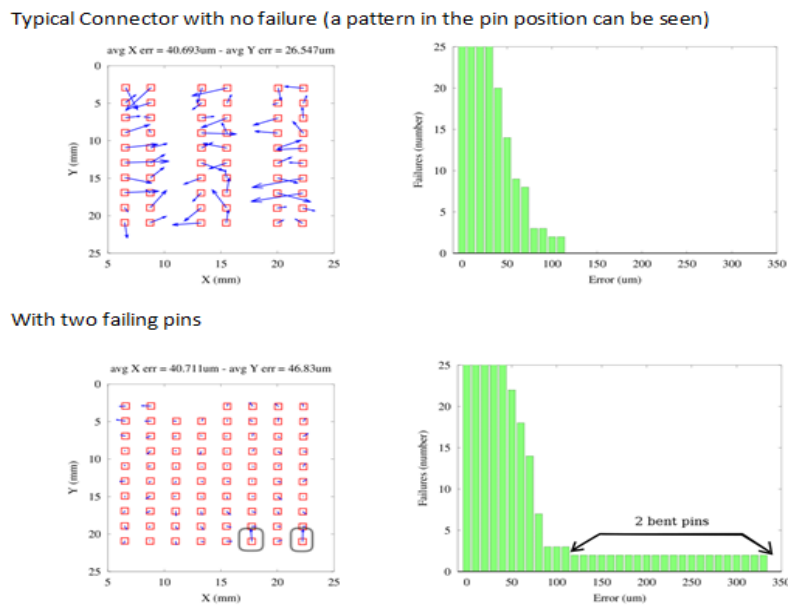 Typical Connector with no failure (a pattern in the pin position can be seen)
avg X err = 40.693um - avg Y err = 26.547um
0
5
10
15
20
25
Y (mm)
5 10 15 20 25
X (mm)
25
20
15
10
5
0
Failures (number)
0 50 100 150 200 250 300 350
Error (um)
With two failing pins
avg X err = 40.711um - avg Y err = 46.83um
0
5
10
15
20
25
Y (mm)
5 10 15 20 25
X (mm)
25
20
15
10
5
0
Failures (number)
2 bent pins
0 50 100 150 200 250 300 350
Error (um)